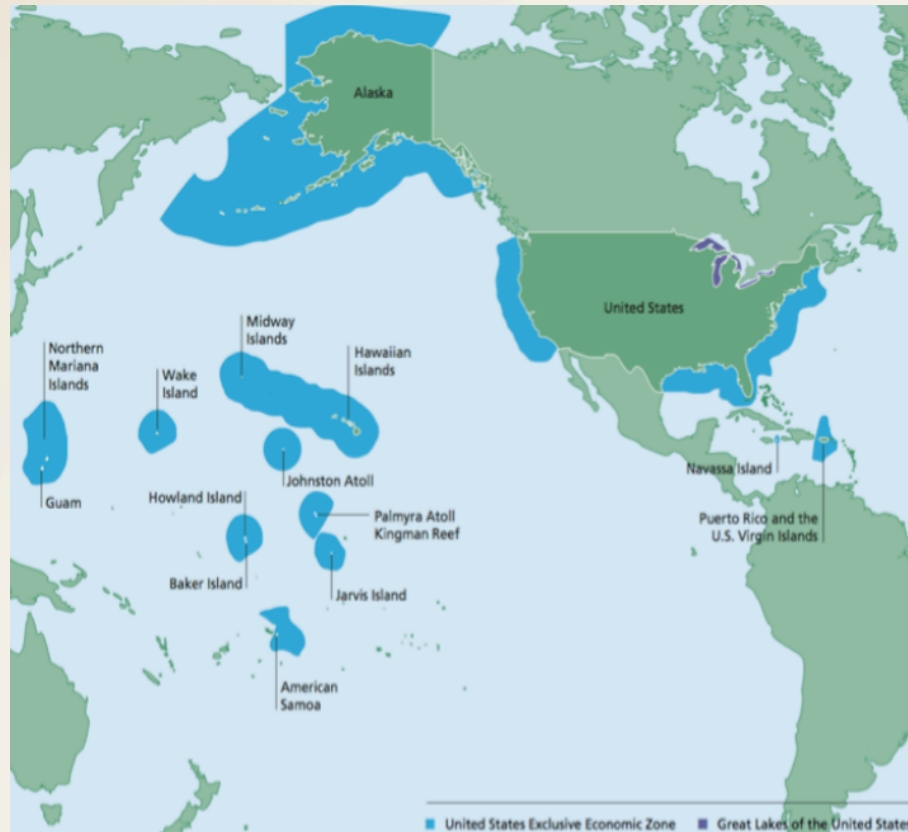 Alaska
United States
Midway
Islands
Hawaiian
Islands
Northern
Mariana
Islands
Wake
Island
Johnston Atoll
Navassa Island
Guam
Howland Island
Palmyra Atoll
Kingman Reef
Puerto Rico and the
U.S. Virgin Islands
Baker Island
Jarvis Island
American
Samoa
United States Exclusive Economic Zone
Great Lakes of the United States